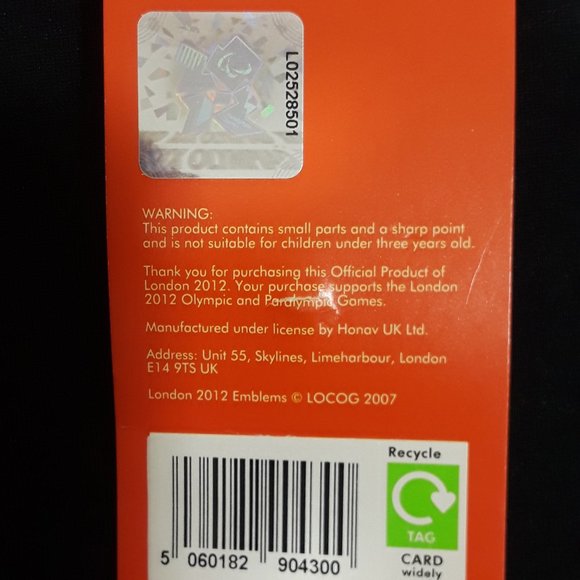 L02528501
WARNING:
This product contains small parts and a sharp point
and is not suitable for children under three years old.
Thank you for purchasing this Official Product of
London 2012. Your purchase supports the London
2012 Olympic and Paralympic Games.
Manufactured under license by Honav UK Ltd.
Address: Unit 55, Skylines, Limeharbour, London
E14 9TS UK
London 2012 Emblems © LOCOG 2007
5 060182 904300
Recycle
TAG
CARD
widely